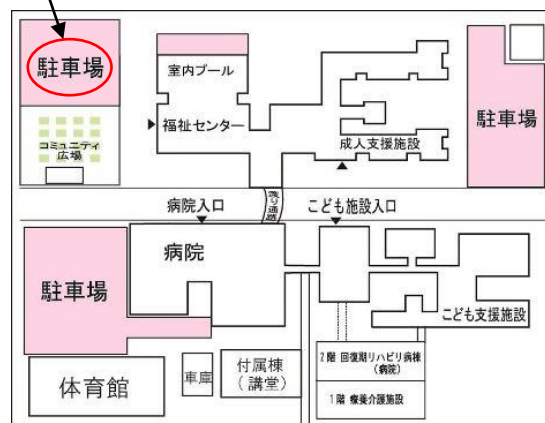 駐車場
室内プール
福祉センター
成人支援施設
駐車場
コミュニティ
広場
渡り通路
病院入口
こども施設入口
病院
駐車場
こども支援施設
体育館
車庫
付属棟
(講堂)
2階 回復期リハビリ病棟
(病院)
1階 療養介護施設